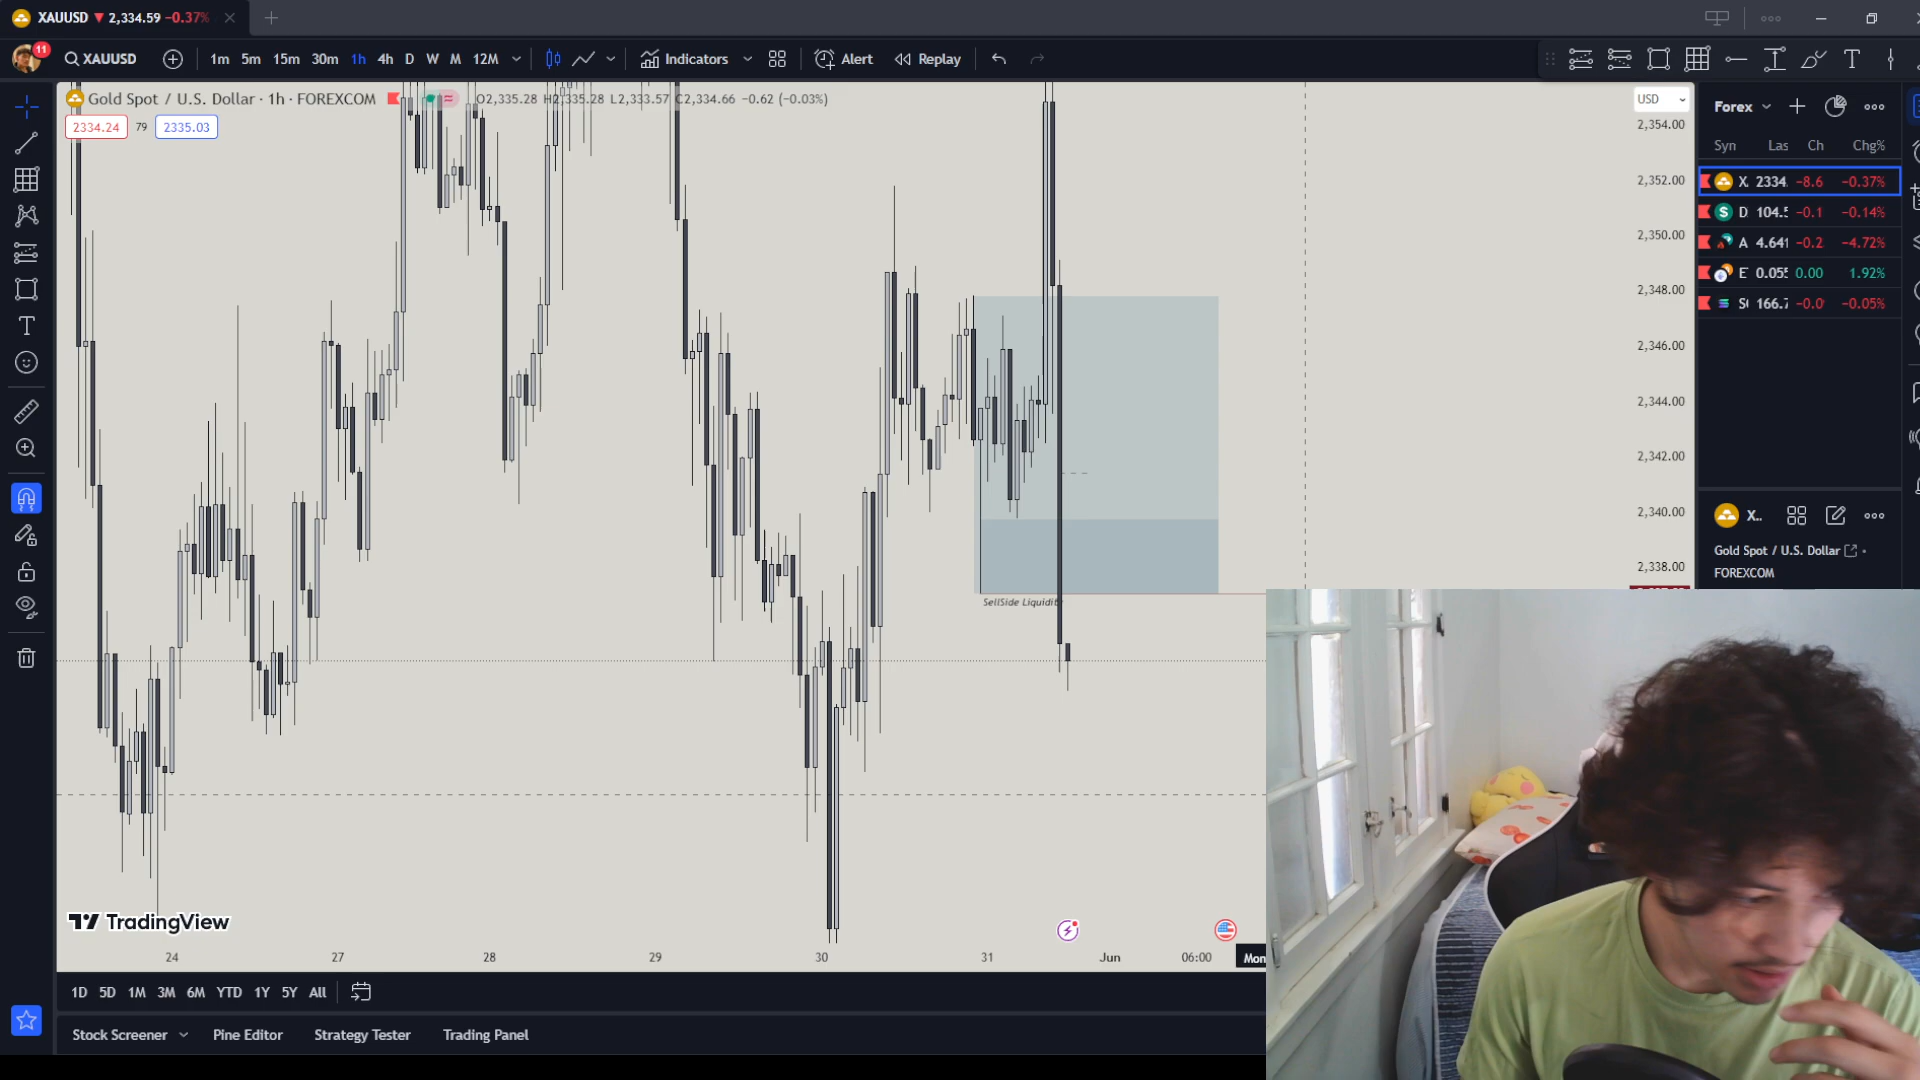 XAUUSD ▼ 2,334.59 −0.37%
11 XAUUSD 1m 5m 15m 30m 1h 4h D W M 12M Indicators Alert Replay
Gold Spot / U.S. Dollar · 1h · FOREXCOM O2,335.28 H2,335.28 L2,333.57 C2,334.66 −0.62 (−0.03%)
2334.24 79 2335.03
USD
2,354.00
2,352.00
2,350.00
2,348.00
2,346.00
2,344.00
2,342.00
2,340.00
2,338.00
SellSide Liquidit
Forex
Syn Las Ch Chg%
X. 2334. −8.6 −0.37%
D 104.5 −0.1 −0.14%
A 4.641 −0.2 −4.72%
E 0.055 0.00 1.92%
S 166.7 −0.0 −0.05%
X..
Gold Spot / U.S. Dollar
FOREXCOM
TradingView
24 27 28 29 30 31 Jun 06:00 Mon
1D 5D 1M 3M 6M YTD 1Y 5Y All
Stock Screener Pine Editor Strategy Tester Trading Panel